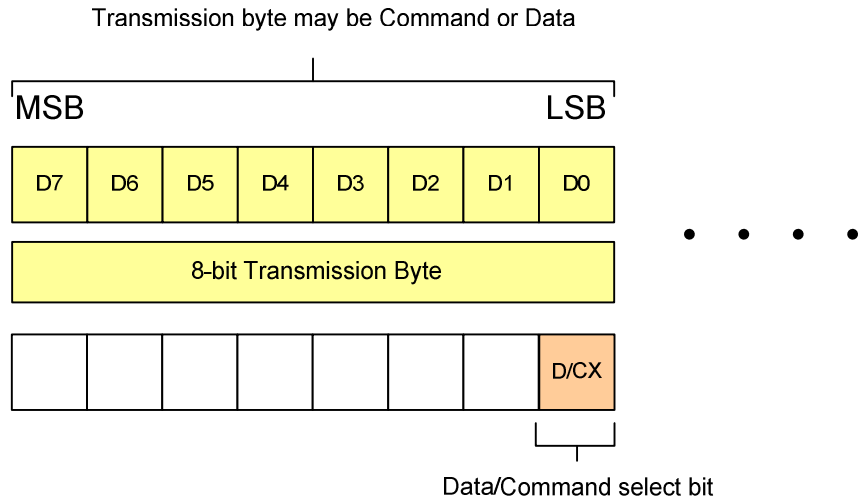 Transmission byte may be Command or Data
MSB LSB
D7 D6 D5 D4 D3 D2 D1 D0
8-bit Transmission Byte
D/CX
Data/Command select bit